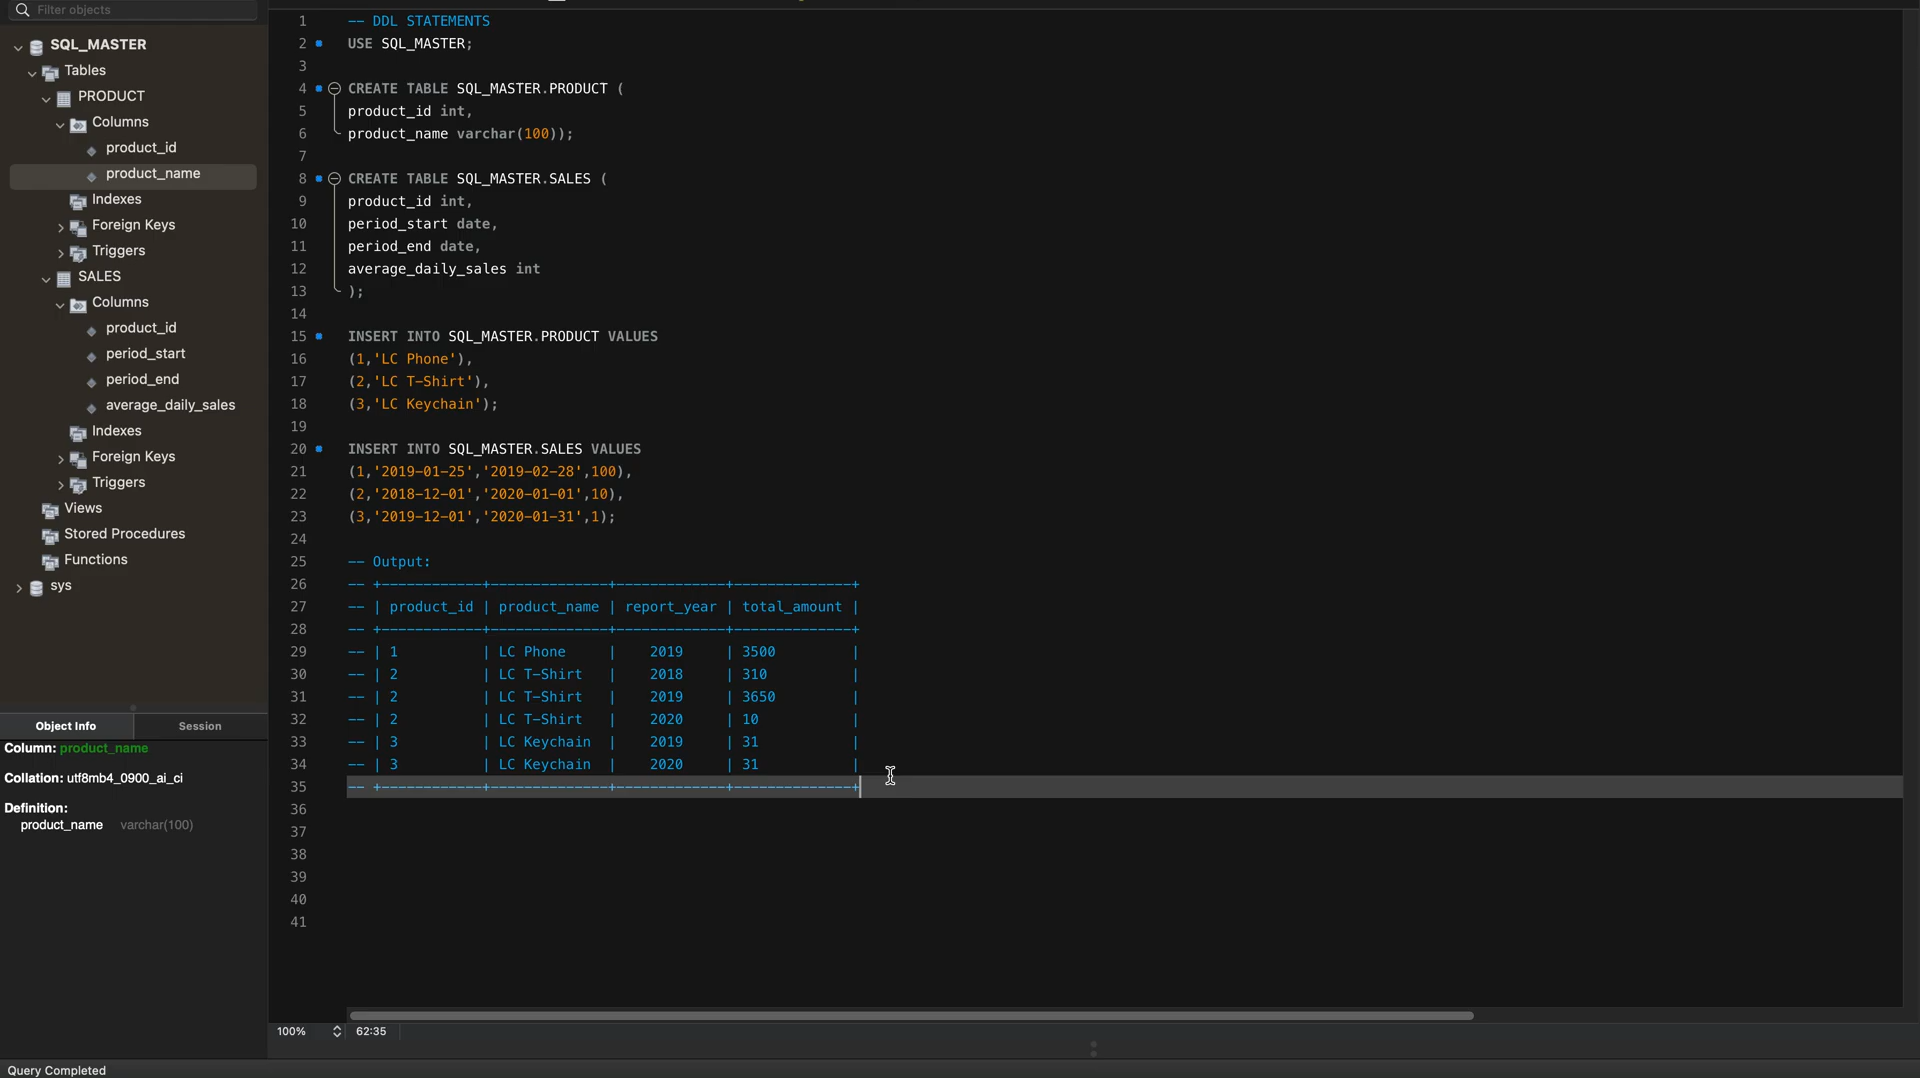 Filter objects
SQL_MASTER
Tables
PRODUCT
Columns
product_id
product_name
Indexes
Foreign Keys
Triggers
SALES
Columns
product_id
period_start
period_end
average_daily_sales
Indexes
Foreign Keys
Triggers
Views
Stored Procedures
Functions
sys
Object Info Session
Column: product_name
Collation: utf8mb4_0900_ai_ci
Definition:
product_name varchar(100)
1 -- DDL STATEMENTS
2 USE SQL_MASTER;
3
4 CREATE TABLE SQL_MASTER.PRODUCT (
5 product_id int,
6 product_name varchar(100));
7
8 CREATE TABLE SQL_MASTER.SALES (
9 product_id int,
10 period_start date,
11 period_end date,
12 average_daily_sales int
13 );
14
15 INSERT INTO SQL_MASTER.PRODUCT VALUES
16 (1,'LC Phone'),
17 (2,'LC T-Shirt'),
18 (3,'LC Keychain');
19
20 INSERT INTO SQL_MASTER.SALES VALUES
21 (1,'2019-01-25','2019-02-28',100),
22 (2,'2018-12-01','2020-01-01',10),
23 (3,'2019-12-01','2020-01-31',1);
24
25 -- Output:
26 -- +------------+--------------+-------------+--------------+
27 -- | product_id | product_name | report_year | total_amount |
28 -- +------------+--------------+-------------+--------------+
29 -- | 1 | LC Phone | 2019 | 3500 |
30 -- | 2 | LC T-Shirt | 2018 | 310 |
31 -- | 2 | LC T-Shirt | 2019 | 3650 |
32 -- | 2 | LC T-Shirt | 2020 | 10 |
33 -- | 3 | LC Keychain | 2019 | 31 |
34 -- | 3 | LC Keychain | 2020 | 31 |
35 -- +------------+--------------+-------------+--------------+
36
37
38
39
40
41
100% 62:35
Query Completed